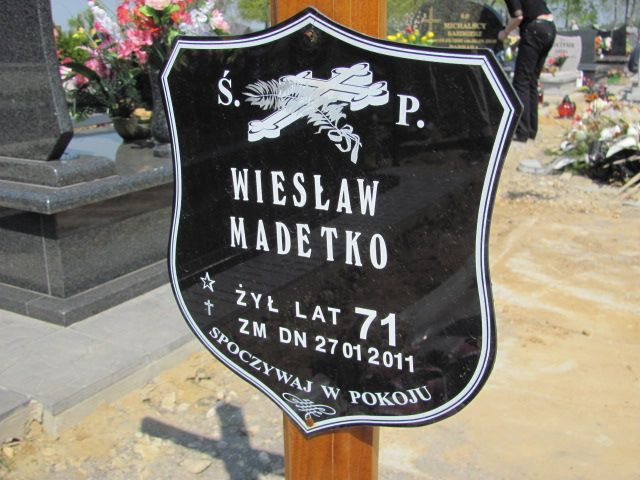 Ś. P.
WIESŁAW
MADETKO
ŻYŁ LAT 71
ZM DN 27 01 2011
SPOCZYWAJ W POKOJU